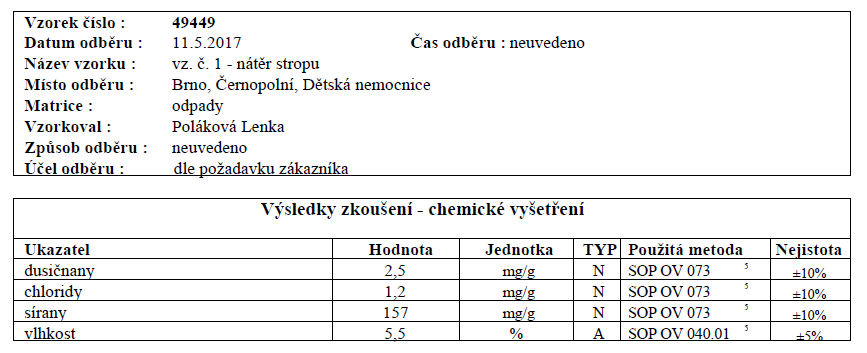 Vzorek číslo : 49449
Datum odběru : 11.5.2017 Čas odběru : neuvedeno
Název vzorku : vz. č. 1 - nátěr stropu
Místo odběru : Brno, Černopolní, Dětská nemocnice
Matrice : odpady
Vzorkoval : Poláková Lenka
Způsob odběru : neuvedeno
Účel odběru : dle požadavku zákazníka
Výsledky zkoušení - chemické vyšetření
Ukazatel Hodnota Jednotka TYP Použitá metoda Nejistota
dusičnany 2,5 mg/g N SOP OV 073 5 ±10%
chloridy 1,2 mg/g N SOP OV 073 5 ±10%
sírany 157 mg/g N SOP OV 073 5 ±10%
vlhkost 5,5 % A SOP OV 040.01 5 ±5%